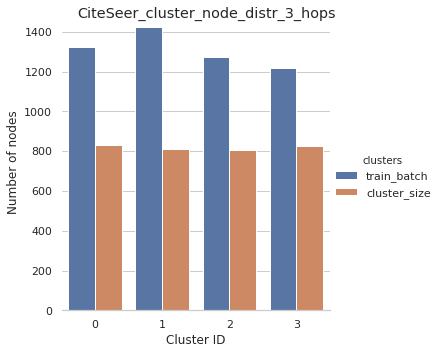 CiteSeer_cluster_node_distr_3_hops
1400
1200
1000
800
600
400
200
0
Number of nodes
0 1 2 3
Cluster ID
clusters
train_batch
cluster_size